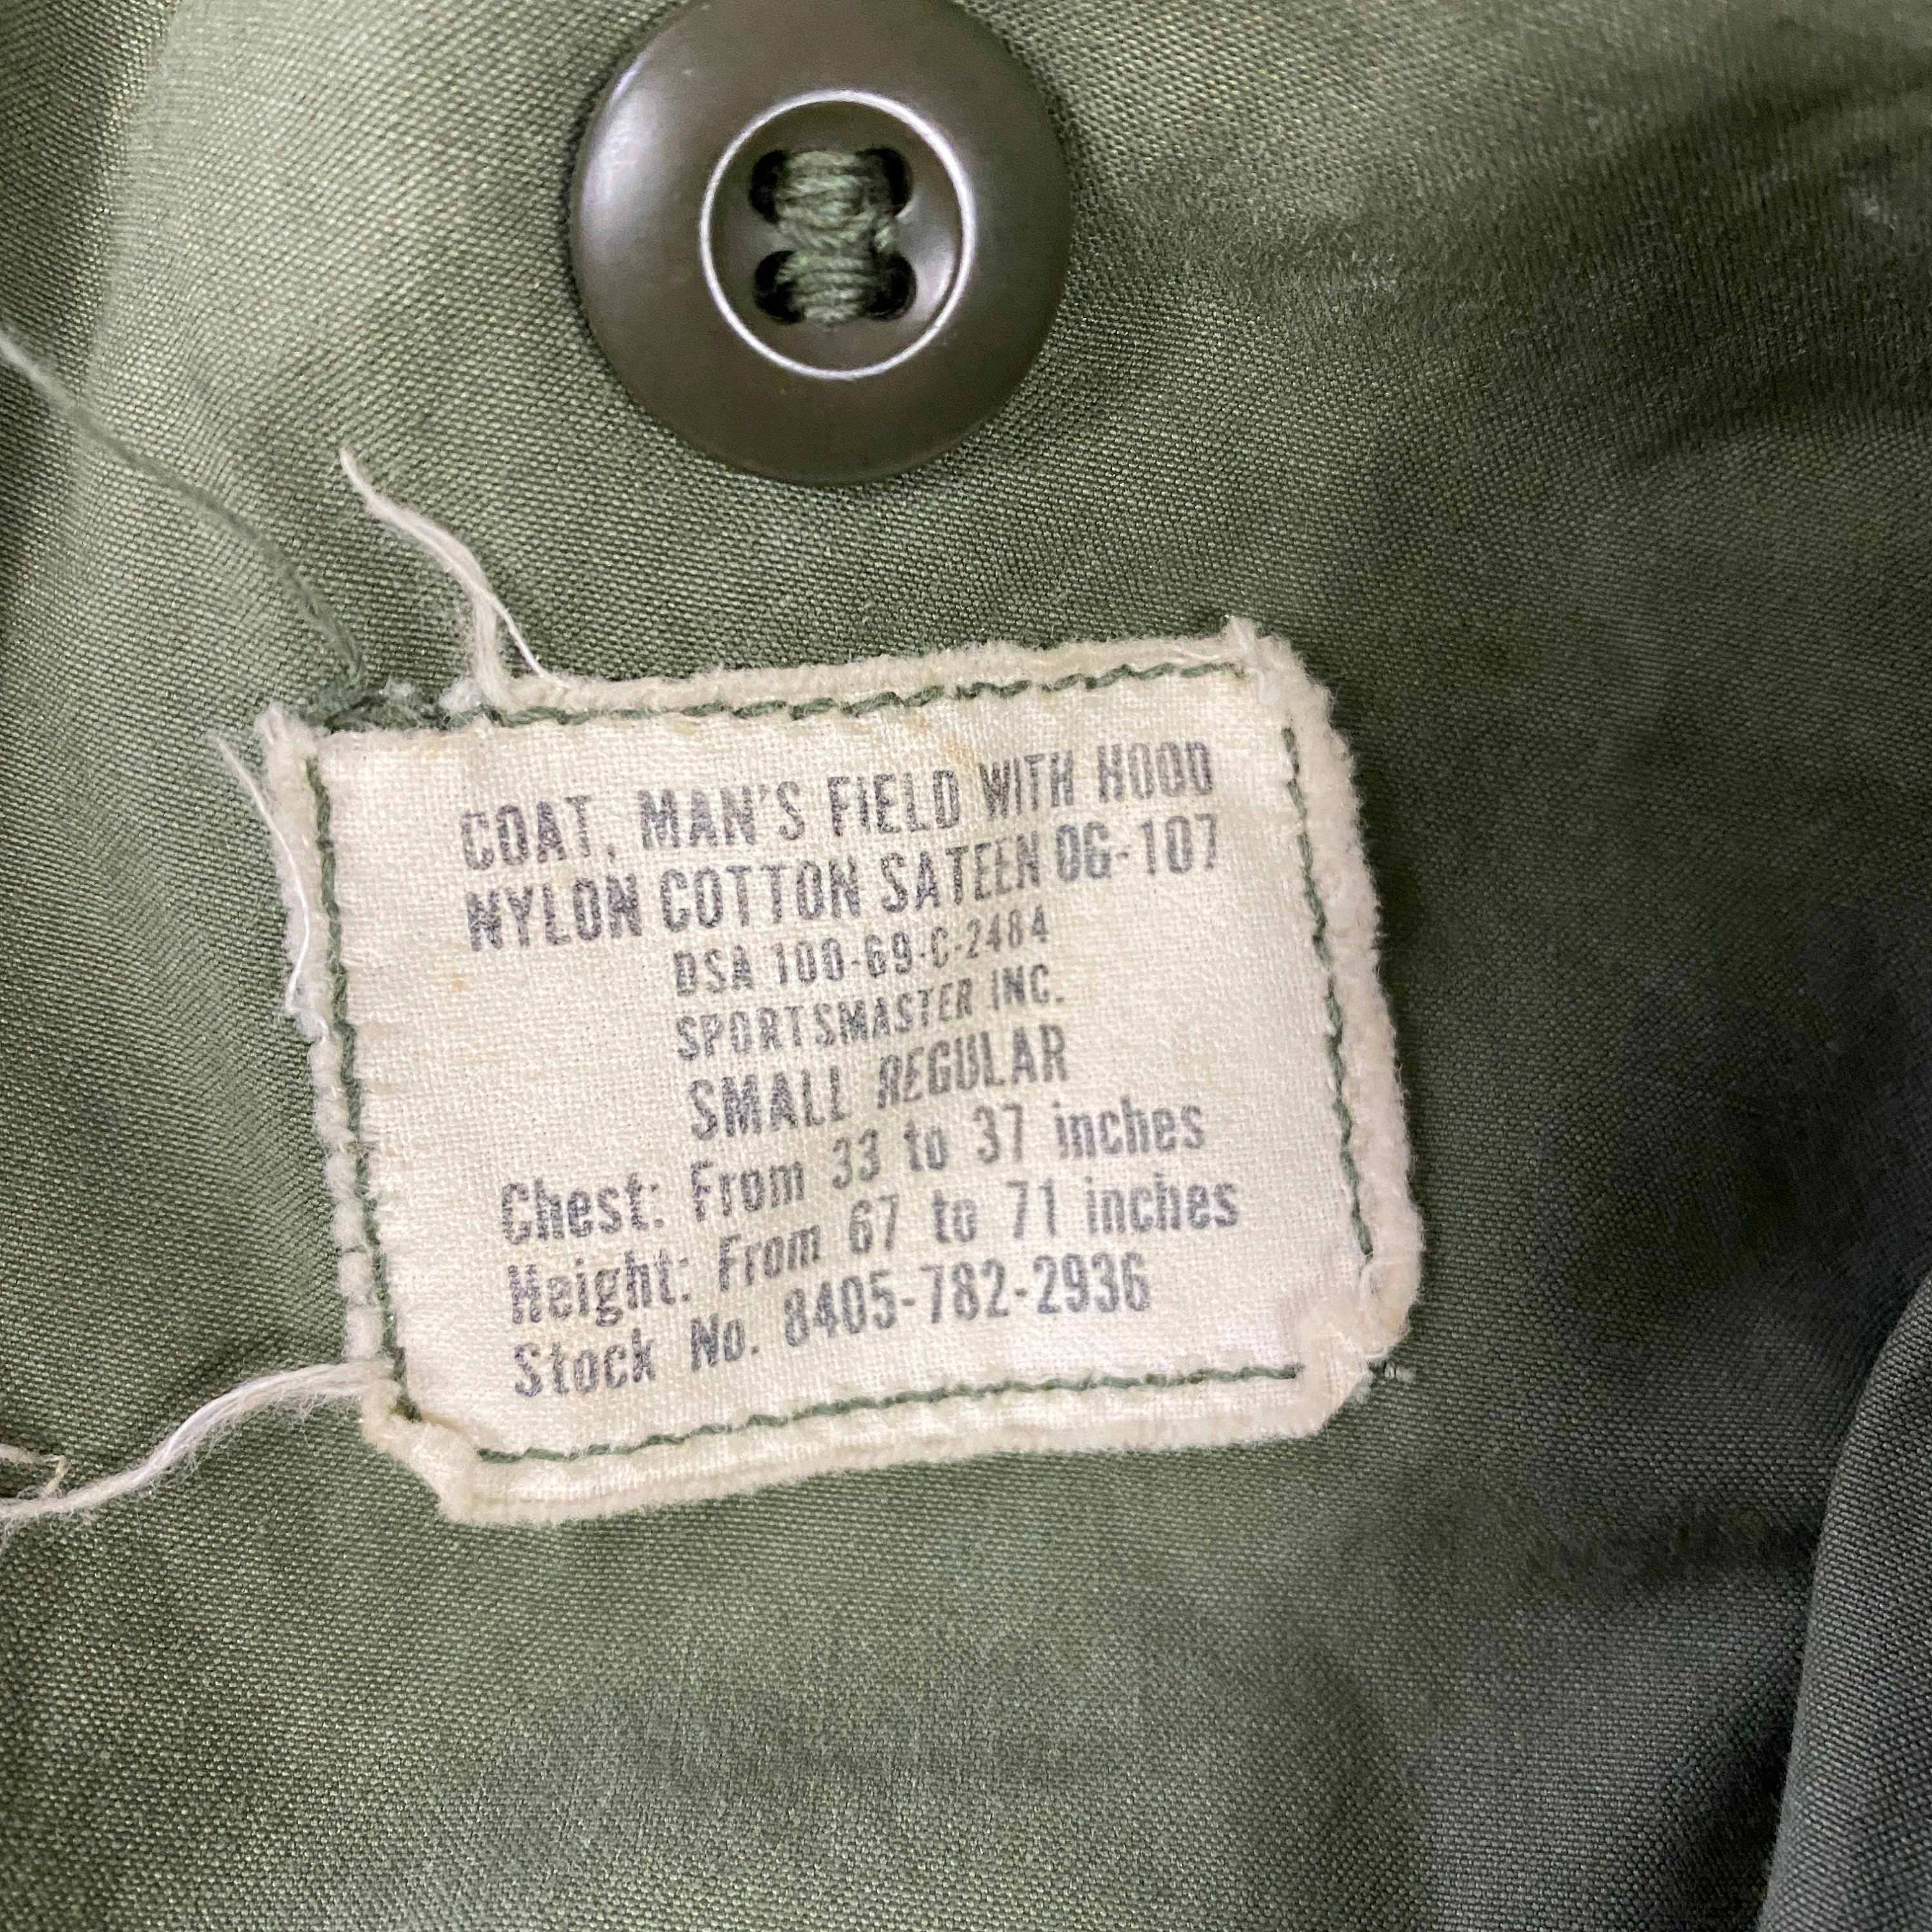 COAT, MAN'S FIELD WITH HOOD
NYLON COTTON SATEEN OG-107
DSA 100-69-C-2484
SPORTSMASTER INC.
SMALL REGULAR
Chest: From 33 to 37 inches
Height: From 67 to 71 inches
Stock No. 8405-782-2936